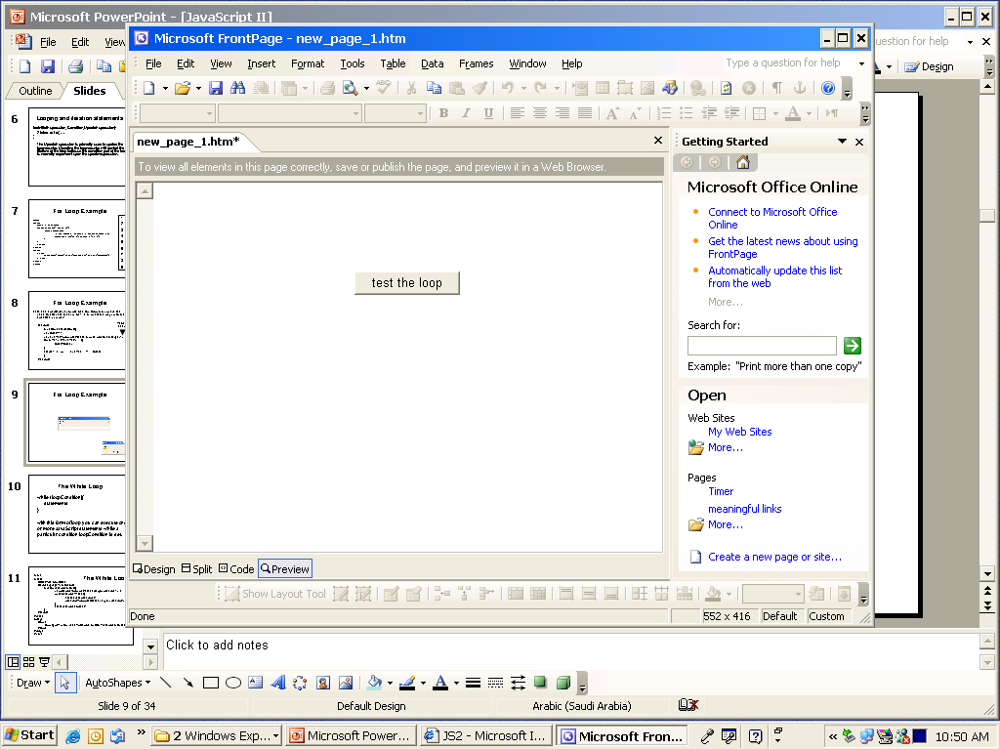 Microsoft PowerPoint - [JavaScript II]
File Edit View
question for help
Design
Outline Slides
6
Looping and iteration statements
7
For Loop Example
8
For Loop Example
9
For Loop Example
10
The While Loop
11
The While Loop
Microsoft FrontPage - new_page_1.htm
File Edit View Insert Format Tools Table Data Frames Window Help
Type a question for help
B I U A A A
new_page_1.htm*
To view all elements in this page correctly, save or publish the page, and preview it in a Web Browser.
test the loop
Design Split Code Preview
Show Layout Tool
Done
552 x 416 Default Custom
Getting Started
Microsoft Office Online
Connect to Microsoft Office
Online
Get the latest news about using
FrontPage
Automatically update this list
from the web
More...
Search for:
Example: "Print more than one copy"
Open
Web Sites
My Web Sites
More...
Pages
Timer
meaningful links
More...
Create a new page or site...
Click to add notes
Draw AutoShapes
Slide 9 of 34 Default Design Arabic (Saudi Arabia)
Start
2 Windows Exp...
Microsoft Power...
JS2 - Microsoft I...
Microsoft Fron...
10:50 AM